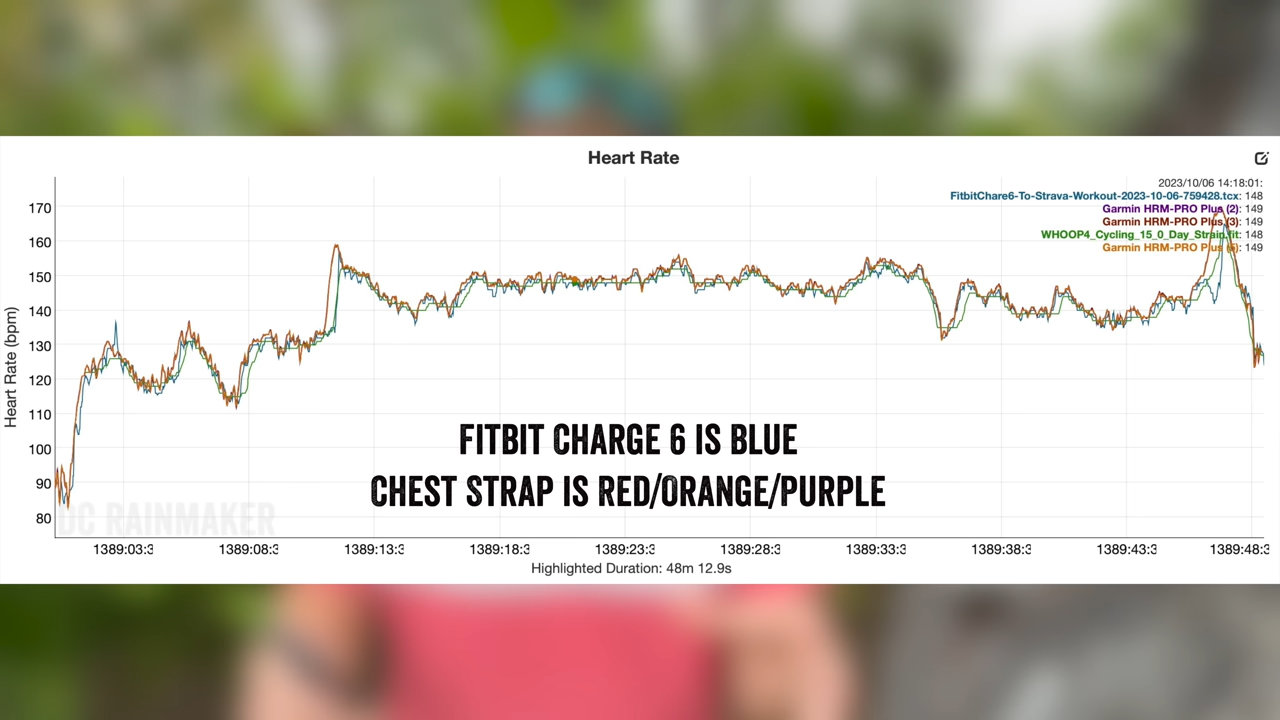 Heart Rate
2023/10/06 14:18:01:
FitbitChare6-To-Strava-Workout-2023-10-06-759428.tcx: 148
Garmin HRM-PRO Plus (2): 149
Garmin HRM-PRO Plus (3): 149
WHOOP4_Cycling_15_0_Day_Strain.fit: 148
Garmin HRM-PRO Plus : 149
Heart Rate (bpm)
170
160
150
140
130
120
110
100
90
80
FITBIT CHARGE 6 IS BLUE
CHEST STRAP IS RED/ORANGE/PURPLE
DC RAINMAKER
1389:03:3 1389:08:3 1389:13:3 1389:18:3 1389:23:3 1389:28:3 1389:33:3 1389:38:3 1389:43:3 1389:48:3
Highlighted Duration: 48m 12.9s